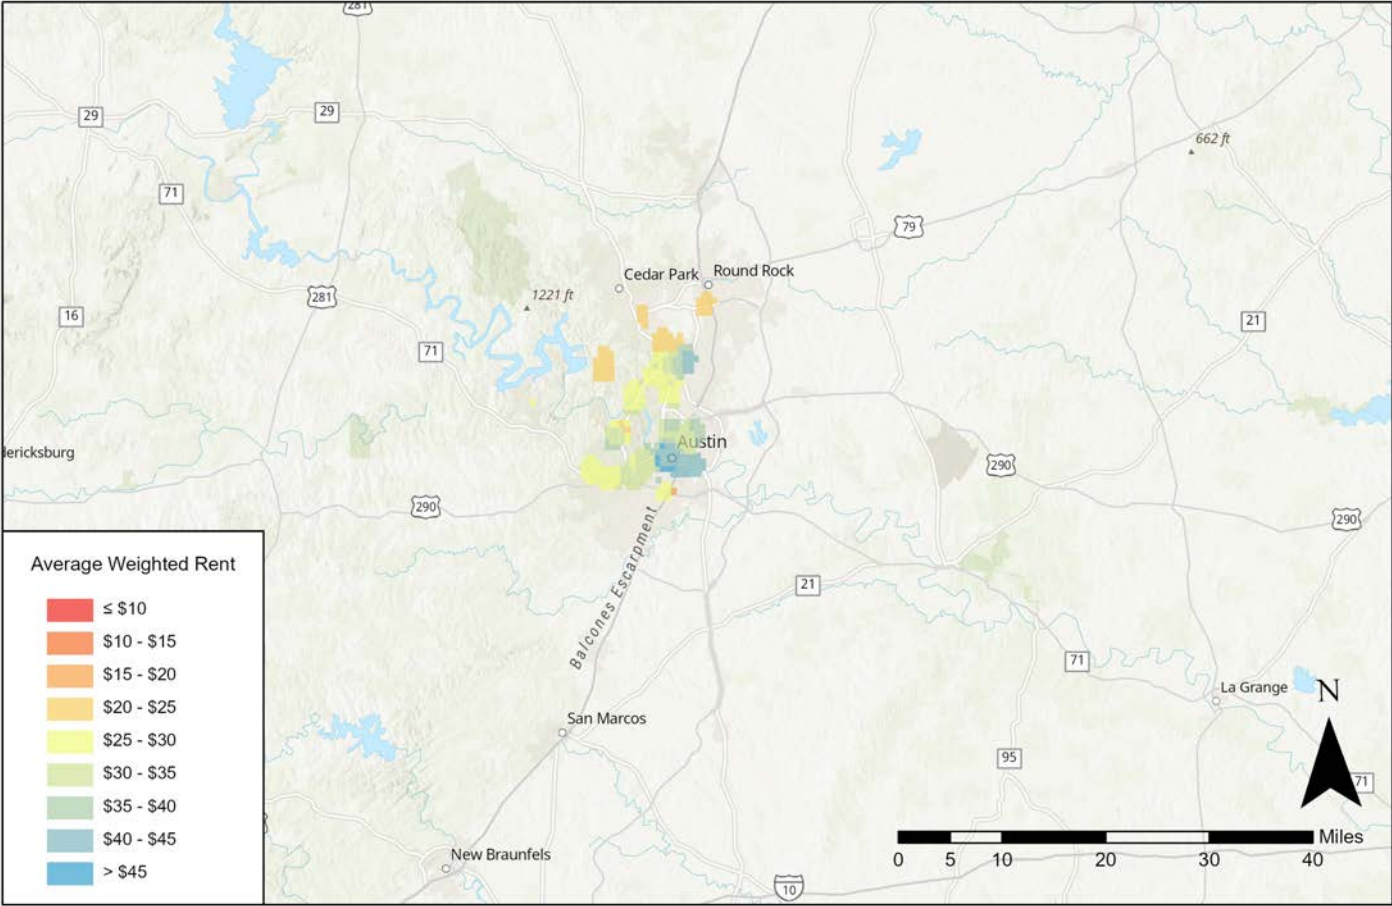 281
29
29
71
662 ft
79
Cedar Park
Round Rock
1221 ft
281
16
21
71
Austin
ericksburg
290
290
290
Balcones Escarpment
21
71
La Grange
N
San Marcos
95
71
New Braunfels
10
Average Weighted Rent
≤ $10
$10 - $15
$15 - $20
$20 - $25
$25 - $30
$30 - $35
$35 - $40
$40 - $45
> $45
Miles
0 5 10 20 30 40